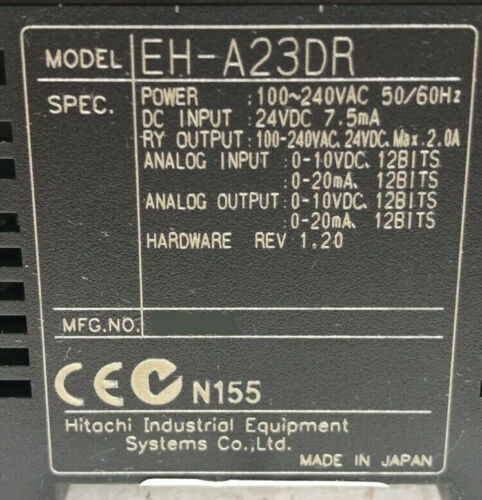 MODEL EH-A23DR
SPEC. POWER :100~240VAC 50/60Hz
DC INPUT :24VDC 7.5mA
RY OUTPUT:100-240VAC, 24VDC, Max.2.0A
ANALOG INPUT :0-10VDC, 12BITS
:0-20mA, 12BITS
ANALOG OUTPUT:0-10VDC, 12BITS
:0-20mA, 12BITS
HARDWARE REV 1.20
MFG.NO.
CE N155
Hitachi Industrial Equipment
Systems Co.,Ltd.
MADE IN JAPAN